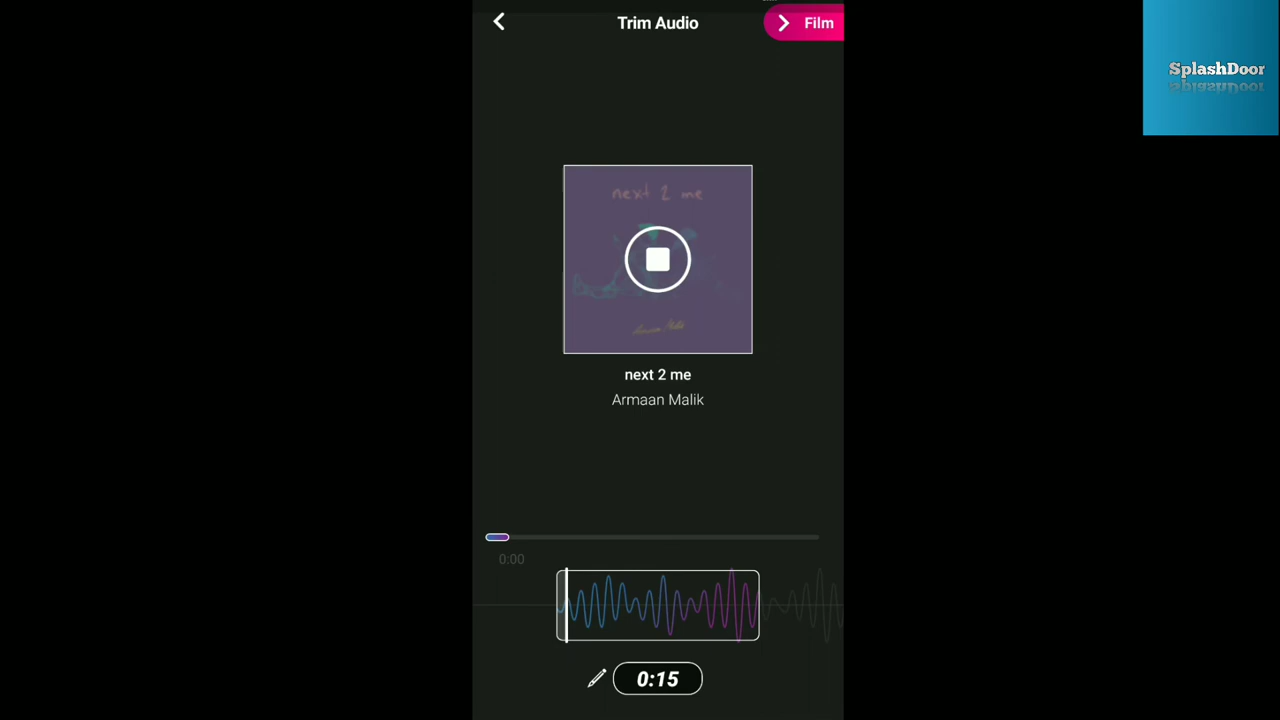 Trim Audio
Film
SplashDoor
next 2 me
next 2 me
Armaan Malik
0:00
0:15